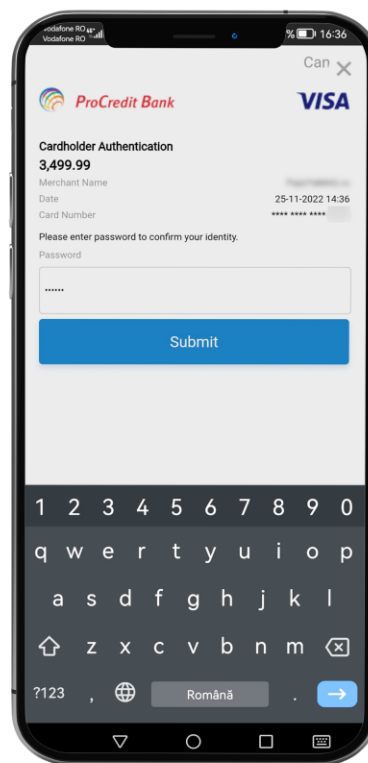 Vodafone RO
Vodafone RO
% 16:36
Can
ProCredit Bank
VISA
Cardholder Authentication
3,499.99
Merchant Name
Date 25-11-2022 14:36
Card Number **** **** ****
Please enter password to confirm your identity.
Password
••••••
Submit
1 2 3 4 5 6 7 8 9 0
q w e r t y u i o p
a s d f g h j k l
z x c v b n m
?123 , Română .